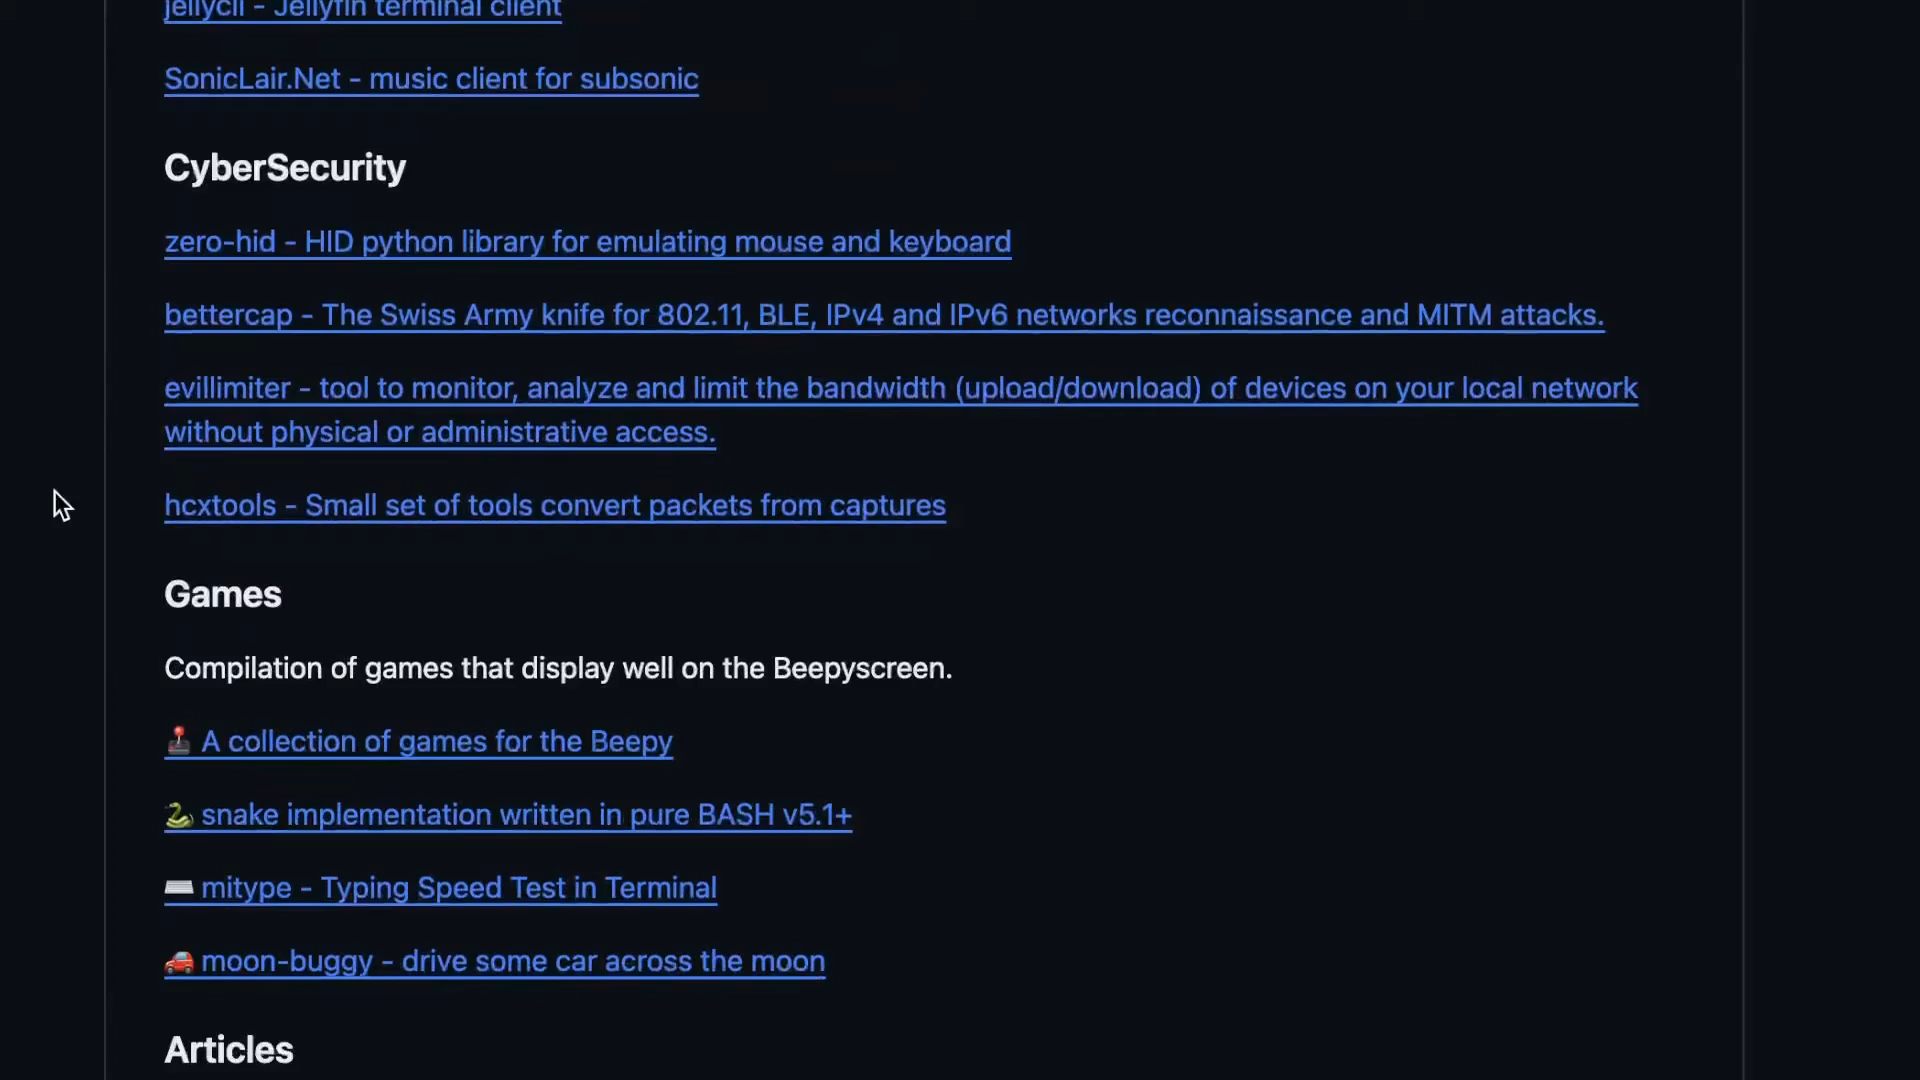 jellycli - Jellyfin terminal client
SonicLair.Net - music client for subsonic
CyberSecurity
zero-hid - HID python library for emulating mouse and keyboard
bettercap - The Swiss Army knife for 802.11, BLE, IPv4 and IPv6 networks reconnaissance and MITM attacks.
evillimiter - tool to monitor, analyze and limit the bandwidth (upload/download) of devices on your local network
without physical or administrative access.
hcxtools - Small set of tools convert packets from captures
Games
Compilation of games that display well on the Beepyscreen.
🕹️ A collection of games for the Beepy
🐍 snake implementation written in pure BASH v5.1+
⌨️ mitype - Typing Speed Test in Terminal
🚗 moon-buggy - drive some car across the moon
Articles